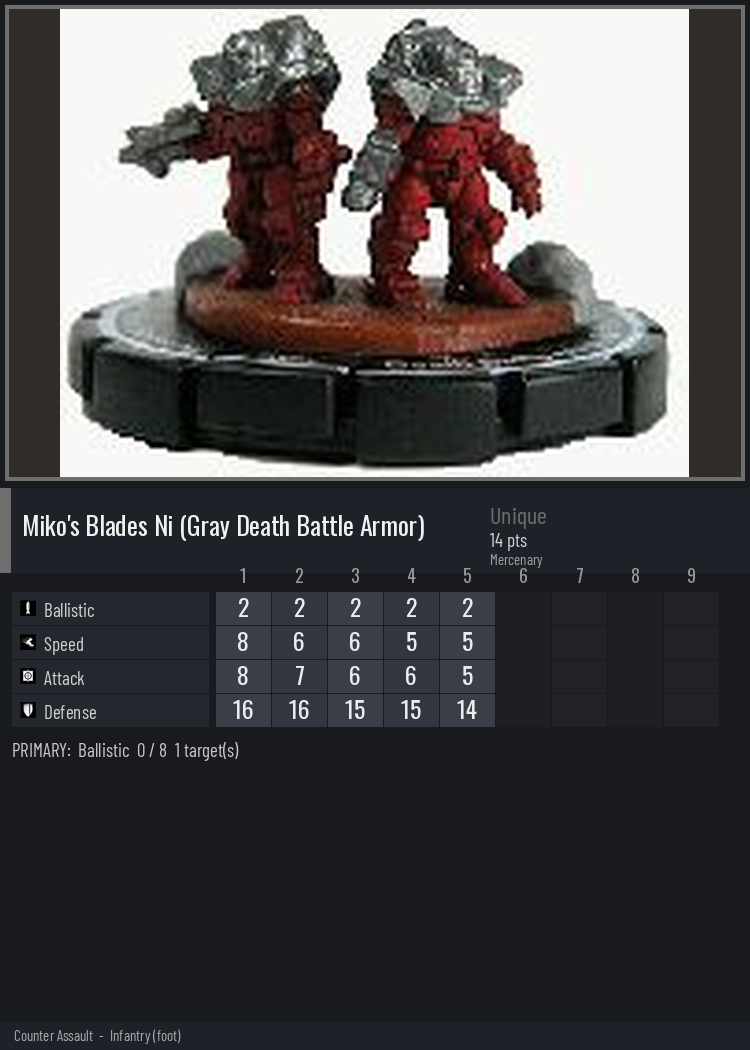 Miko's Blades Ni (Gray Death Battle Armor)
Unique
14 pts
Mercenary
1 2 3 4 5 6 7 8 9
Ballistic 2 2 2 2 2
Speed 8 6 6 5 5
Attack 8 7 6 6 5
Defense 16 16 15 15 14
PRIMARY: Ballistic 0 / 8 1 target(s)
Counter Assault - Infantry (foot)